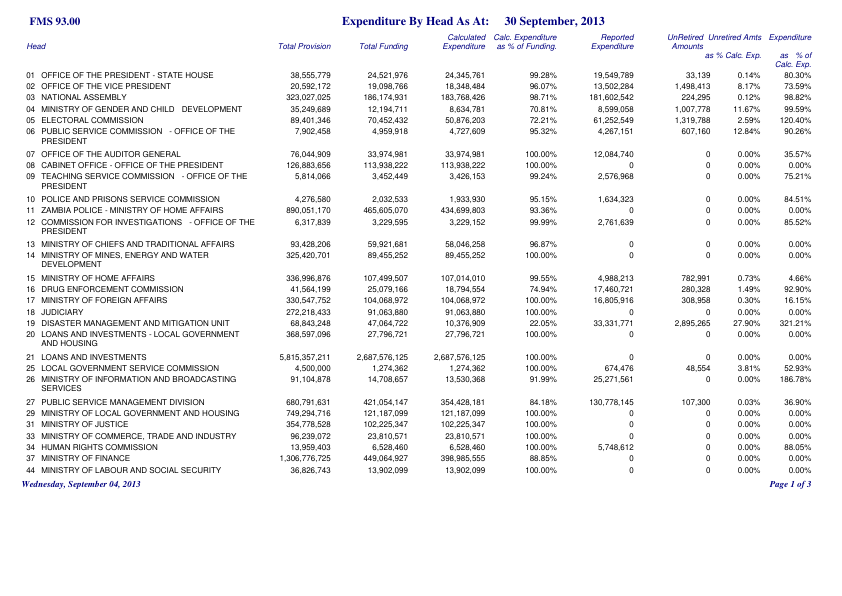 FMS 93.00 Expenditure By Head As At: 30 September, 2013
Calculated Calc. Expenditure Reported UnRetired Unretired Amts Expenditure
Head Total Provision Total Funding Expenditure as % of Funding. Expenditure Amounts
as % Calc. Exp. as % of
Calc. Exp.
01 OFFICE OF THE PRESIDENT - STATE HOUSE 38,555,779 24,521,976 24,345,761 99.28% 19,549,789 33,139 0.14% 80.30%
02 OFFICE OF THE VICE PRESIDENT 20,592,172 19,098,766 18,348,484 96.07% 13,502,284 1,498,413 8.17% 73.59%
03 NATIONAL ASSEMBLY 323,027,025 186,174,931 183,768,426 98.71% 181,602,542 224,295 0.12% 98.82%
04 MINISTRY OF GENDER AND CHILD DEVELOPMENT 35,249,689 12,194,711 8,634,781 70.81% 8,599,058 1,007,778 11.67% 99.59%
05 ELECTORAL COMMISSION 89,401,346 70,452,432 50,876,203 72.21% 61,252,549 1,319,788 2.59% 120.40%
06 PUBLIC SERVICE COMMISSION - OFFICE OF THE 7,902,458 4,959,918 4,727,609 95.32% 4,267,151 607,160 12.84% 90.26%
PRESIDENT
07 OFFICE OF THE AUDITOR GENERAL 76,044,909 33,974,981 33,974,981 100.00% 12,084,740 0 0.00% 35.57%
08 CABINET OFFICE - OFFICE OF THE PRESIDENT 126,883,656 113,938,222 113,938,222 100.00% 0 0 0.00% 0.00%
09 TEACHING SERVICE COMMISSION - OFFICE OF THE 5,814,066 3,452,449 3,426,153 99.24% 2,576,968 0 0.00% 75.21%
PRESIDENT
10 POLICE AND PRISONS SERVICE COMMISSION 4,276,580 2,032,533 1,933,930 95.15% 1,634,323 0 0.00% 84.51%
11 ZAMBIA POLICE - MINISTRY OF HOME AFFAIRS 890,051,170 465,605,070 434,699,803 93.36% 0 0 0.00% 0.00%
12 COMMISSION FOR INVESTIGATIONS - OFFICE OF THE 6,317,839 3,229,595 3,229,152 99.99% 2,761,639 0 0.00% 85.52%
PRESIDENT
13 MINISTRY OF CHIEFS AND TRADITIONAL AFFAIRS 93,428,206 59,921,681 58,046,258 96.87% 0 0 0.00% 0.00%
14 MINISTRY OF MINES, ENERGY AND WATER 325,420,701 89,455,252 89,455,252 100.00% 0 0 0.00% 0.00%
DEVELOPMENT
15 MINISTRY OF HOME AFFAIRS 336,996,876 107,499,507 107,014,010 99.55% 4,988,213 782,991 0.73% 4.66%
16 DRUG ENFORCEMENT COMMISSION 41,564,199 25,079,166 18,794,554 74.94% 17,460,721 280,328 1.49% 92.90%
17 MINISTRY OF FOREIGN AFFAIRS 330,547,752 104,068,972 104,068,972 100.00% 16,805,916 308,958 0.30% 16.15%
18 JUDICIARY 272,218,433 91,063,880 91,063,880 100.00% 0 0 0.00% 0.00%
19 DISASTER MANAGEMENT AND MITIGATION UNIT 68,843,248 47,064,722 10,376,909 22.05% 33,331,771 2,895,265 27.90% 321.21%
20 LOANS AND INVESTMENTS - LOCAL GOVERNMENT 368,597,096 27,796,721 27,796,721 100.00% 0 0 0.00% 0.00%
AND HOUSING
21 LOANS AND INVESTMENTS 5,815,357,211 2,687,576,125 2,687,576,125 100.00% 0 0 0.00% 0.00%
25 LOCAL GOVERNMENT SERVICE COMMISSION 4,500,000 1,274,362 1,274,362 100.00% 674,476 48,554 3.81% 52.93%
26 MINISTRY OF INFORMATION AND BROADCASTING 91,104,878 14,708,657 13,530,368 91.99% 25,271,561 0 0.00% 186.78%
SERVICES
27 PUBLIC SERVICE MANAGEMENT DIVISION 680,791,631 421,054,147 354,428,181 84.18% 130,778,145 107,300 0.03% 36.90%
29 MINISTRY OF LOCAL GOVERNMENT AND HOUSING 749,294,716 121,187,099 121,187,099 100.00% 0 0 0.00% 0.00%
31 MINISTRY OF JUSTICE 354,778,528 102,225,347 102,225,347 100.00% 0 0 0.00% 0.00%
33 MINISTRY OF COMMERCE, TRADE AND INDUSTRY 96,239,072 23,810,571 23,810,571 100.00% 0 0 0.00% 0.00%
34 HUMAN RIGHTS COMMISSION 13,959,403 6,528,460 6,528,460 100.00% 5,748,612 0 0.00% 88.05%
37 MINISTRY OF FINANCE 1,306,776,725 449,064,927 398,985,555 88.85% 0 0 0.00% 0.00%
44 MINISTRY OF LABOUR AND SOCIAL SECURITY 36,826,743 13,902,099 13,902,099 100.00% 0 0 0.00% 0.00%
Wednesday, September 04, 2013 Page 1 of 3